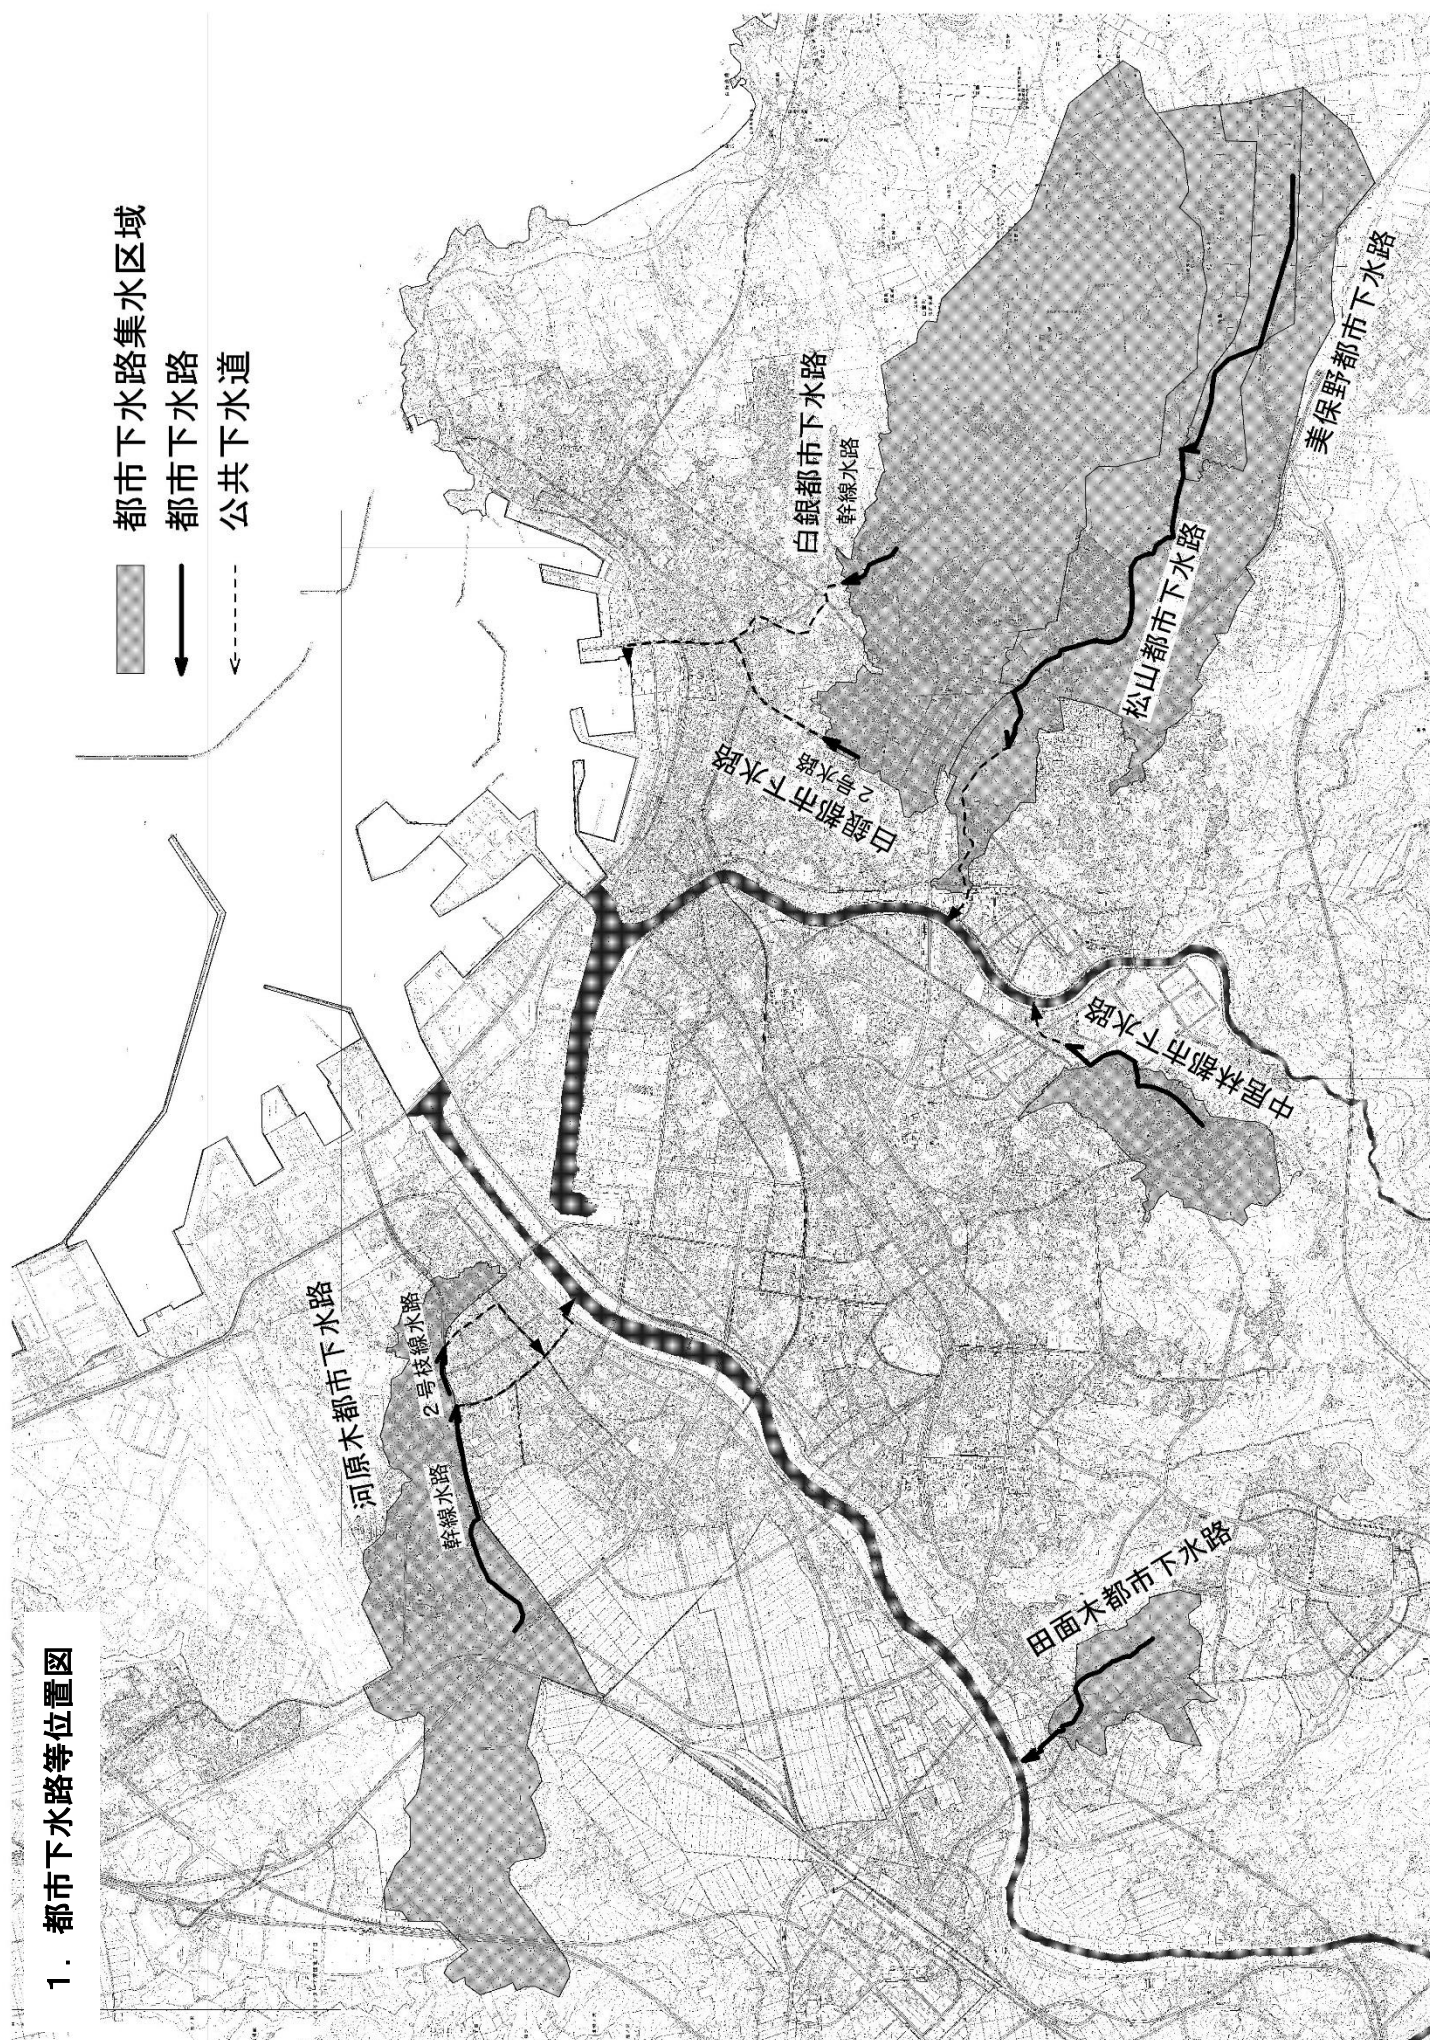 1. 都市下水路等位置図
都市下水路集水区域
都市下水路
公共下水道
河原木都市下水路
2号枝線水路
幹線水路
白銀都市下水路
幹線水路
白銀都市下水路
2号水路
松山都市下水路
美保野都市下水路
中居林都市下水路
田面木都市下水路